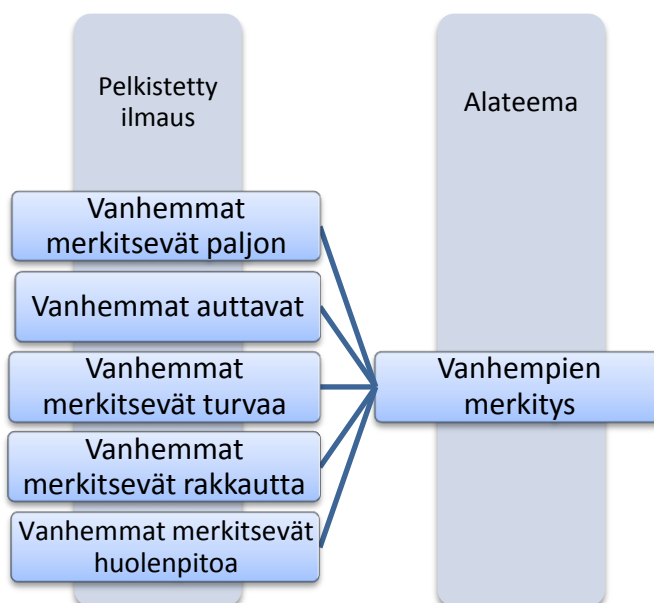 Pelkistetty
ilmaus
Alateema
Vanhemmat
merkitsevät paljon
Vanhemmat auttavat
Vanhemmat
merkitsevät turvaa
Vanhempien
merkitys
Vanhemmat
merkitsevät rakkautta
Vanhemmat merkitsevät
huolenpitoa